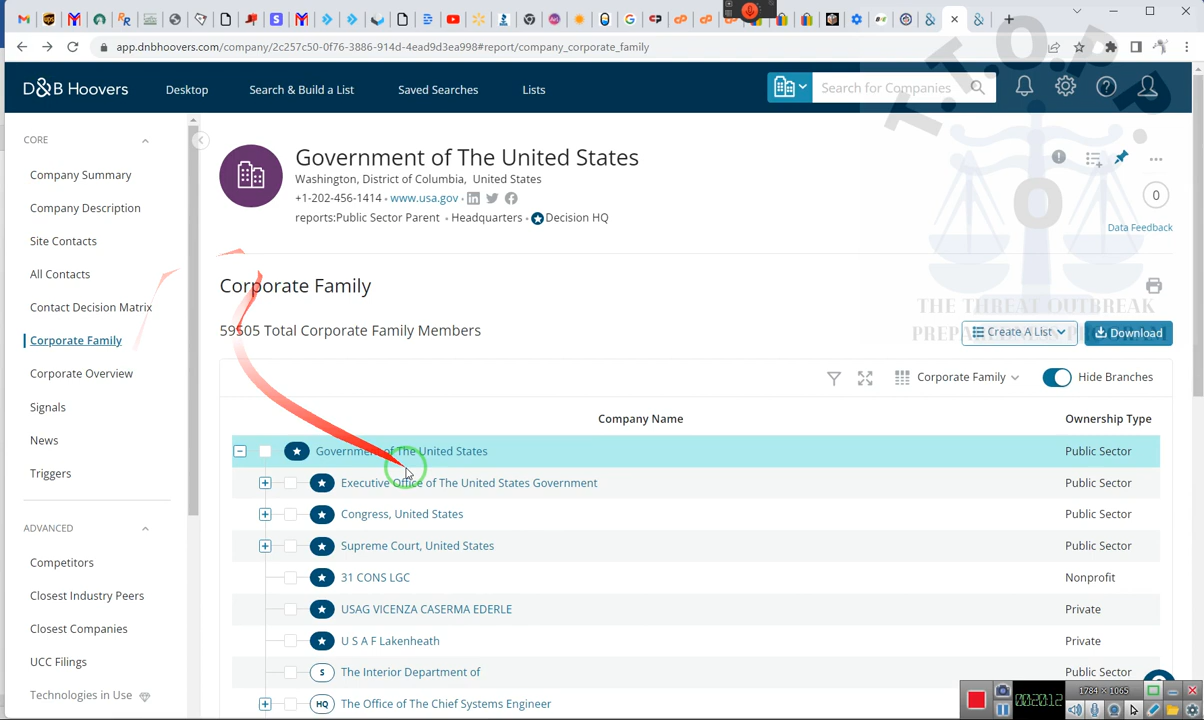 app.dnbhoovers.com/company/2c257c50-0f76-3886-914d-4ead9d3ea998#report/company_corporate_family
D&B Hoovers
Desktop
Search & Build a List
Saved Searches
Lists
Search for Companies
T.T.O.P.P
CORE
Company Summary
Company Description
Site Contacts
All Contacts
Contact Decision Matrix
Corporate Family
Corporate Overview
Signals
News
Triggers
ADVANCED
Competitors
Closest Industry Peers
Closest Companies
UCC Filings
Technologies in Use
Government of The United States
Washington, District of Columbia, United States
+1-202-456-1414 • www.usa.gov •
reports:Public Sector Parent • Headquarters • Decision HQ
0
Data Feedback
Corporate Family
59505 Total Corporate Family Members
THE THREAT OUTBREAK
PREPAREDNESS PROGRAM
Create A List
Download
Corporate Family
Hide Branches
Company Name Ownership Type
Government of The United States Public Sector
Executive Office of The United States Government Public Sector
Congress, United States Public Sector
Supreme Court, United States Public Sector
31 CONS LGC Nonprofit
USAG VICENZA CASERMA EDERLE Private
U S A F Lakenheath Private
S The Interior Department of Public Sector
HQ The Office of The Chief Systems Engineer
1784 × 1065
00:20:12